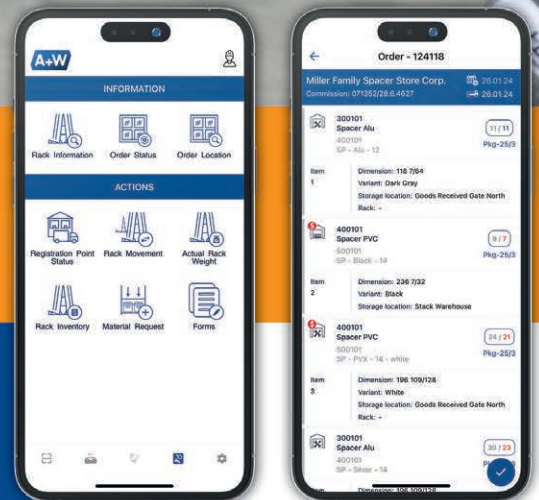 A+W
INFORMATION
Rack Information
Order Status
Order Location
ACTIONS
Registration Point
Status
Rack Movement
Actual Rack
Weight
Rack Inventory
Material Request
Forms
Order - 124118
Miller Family Spacer Store Corp.
26.01.24
Commission: 071352/28.6.4627
26.01.24
300101
Spacer Alu
11 / 11
400101
SP - Alu - 12
Pkg-25/3
Item
1
Dimension: 118 7/64
Variant: Dark Gray
Storage location: Goods Received Gate North
Rack: -
400101
Spacer PVC
9 / 7
500101
SP - Black - 14
Pkg-25/3
Item
2
Dimension: 236 7/32
Variant: Black
Storage location: Stack Warehouse
400101
Spacer PVC
24 / 21
500101
SP - PVX - 14 - white
Pkg-25/3
Item
3
Dimension: 196 109/128
Variant: White
Storage location: Goods Received Gate North
Rack: -
300101
Spacer Alu
30 / 23
400101
SP - Silver - 14
Item
Dimension: 196 109/128